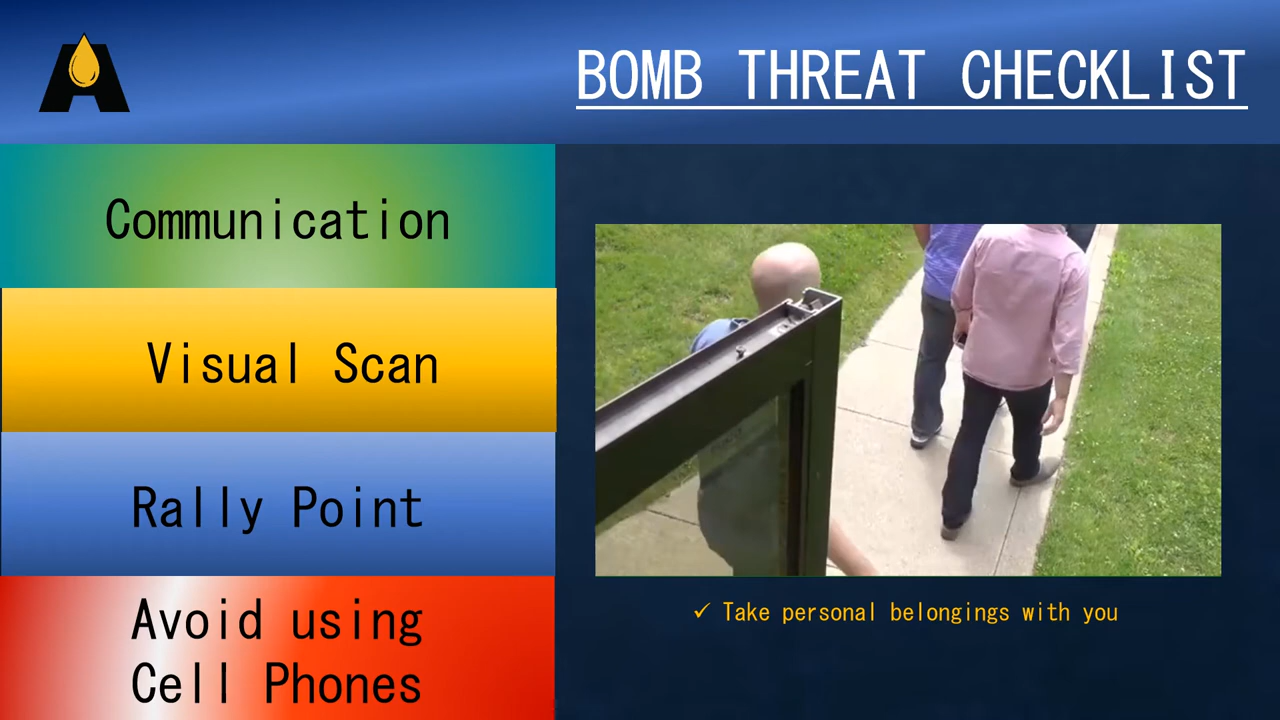 BOMB THREAT CHECKLIST
Communication
Visual Scan
Rally Point
Avoid using
Cell Phones
✓ Take personal belongings with you